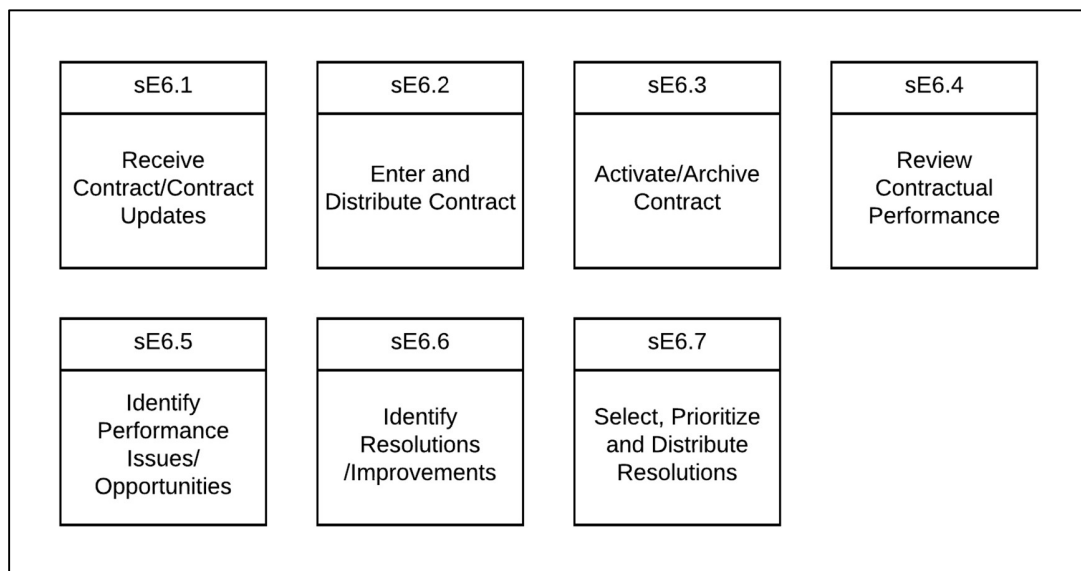 sE6.1
Receive
Contract/Contract
Updates
sE6.2
Enter and
Distribute Contract
sE6.3
Activate/Archive
Contract
sE6.4
Review
Contractual
Performance
sE6.5
Identify
Performance
Issues/
Opportunities
sE6.6
Identify
Resolutions
/Improvements
sE6.7
Select, Prioritize
and Distribute
Resolutions